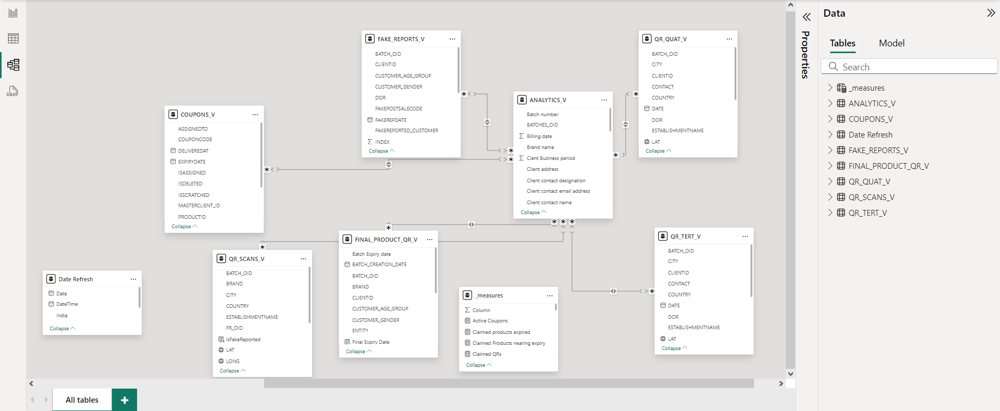 FAKE_REPORTS_V
BATCH_OID
CLIENTID
CUSTOMER_AGE_GROUP
CUSTOMER_GENDER
DOR
FAKEPOSTSALECODE
FAKEREPDATE
FAKEREPORTED_CUSTOMER
INDEX
Collapse
QR_QUAT_V
BATCH_OID
CITY
CLIENTID
CONTACT
COUNTRY
DATE
DOR
ESTABLISHMENTNAME
LAT
Collapse
ANALYTICS_V
Batch number
BATCHES_OID
Billing date
Brand name
Cient Business period
Client address
Client contact designation
Client contact email address
Client contact name
Collapse
COUPONS_V
ASSIGNEDTO
COUPONCODE
DELIVEREDAT
EXPIRYDATE
ISASSIGNED
ISDELETED
ISSCRATCHED
MASTERCLIENT_ID
PRODUCTID
Collapse
FINAL_PRODUCT_QR_V
Batch Expiry date
BATCH_CREATION_DATE
BATCH_OID
BRAND
CLIENTID
CUSTOMER_AGE_GROUP
CUSTOMER_GENDER
ENTITY
Final Expiry Date
Collapse
QR_TERT_V
BATCH_OID
CITY
CLIENTID
CONTACT
COUNTRY
DATE
DOR
ESTABLISHMENTNAME
LAT
Collapse
QR_SCANS_V
BATCH_OID
BRAND
CITY
COUNTRY
ESTABLISHMENTNAME
FR_OID
isFakeReported
LAT
LONG
Collapse
Date Refresh
Date
DateTime
India
Collapse
_measures
Column
Active Coupons
Claimed products expired
Claimed Products nearing expiry
Claimed QRs
Collapse
All tables
DAX
Properties
Data
Tables Model
Search
_measures
ANALYTICS_V
COUPONS_V
Date Refresh
FAKE_REPORTS_V
FINAL_PRODUCT_QR_V
QR_QUAT_V
QR_SCANS_V
QR_TERT_V